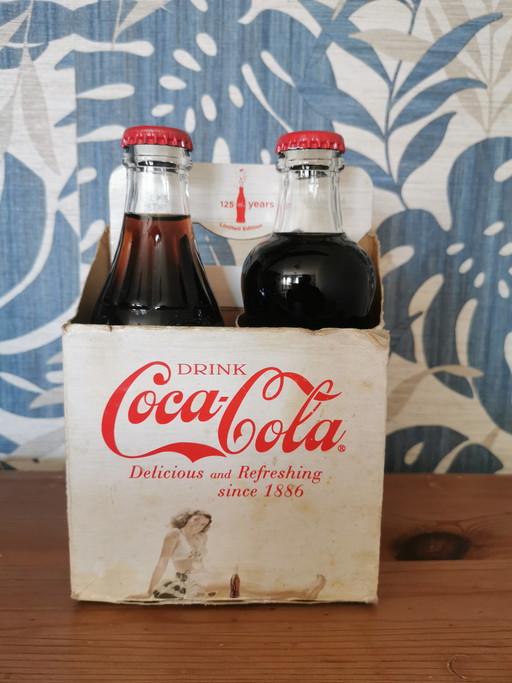 125 years
Limited Edition
DRINK
Coca-Cola®
Delicious and Refreshing
since 1886